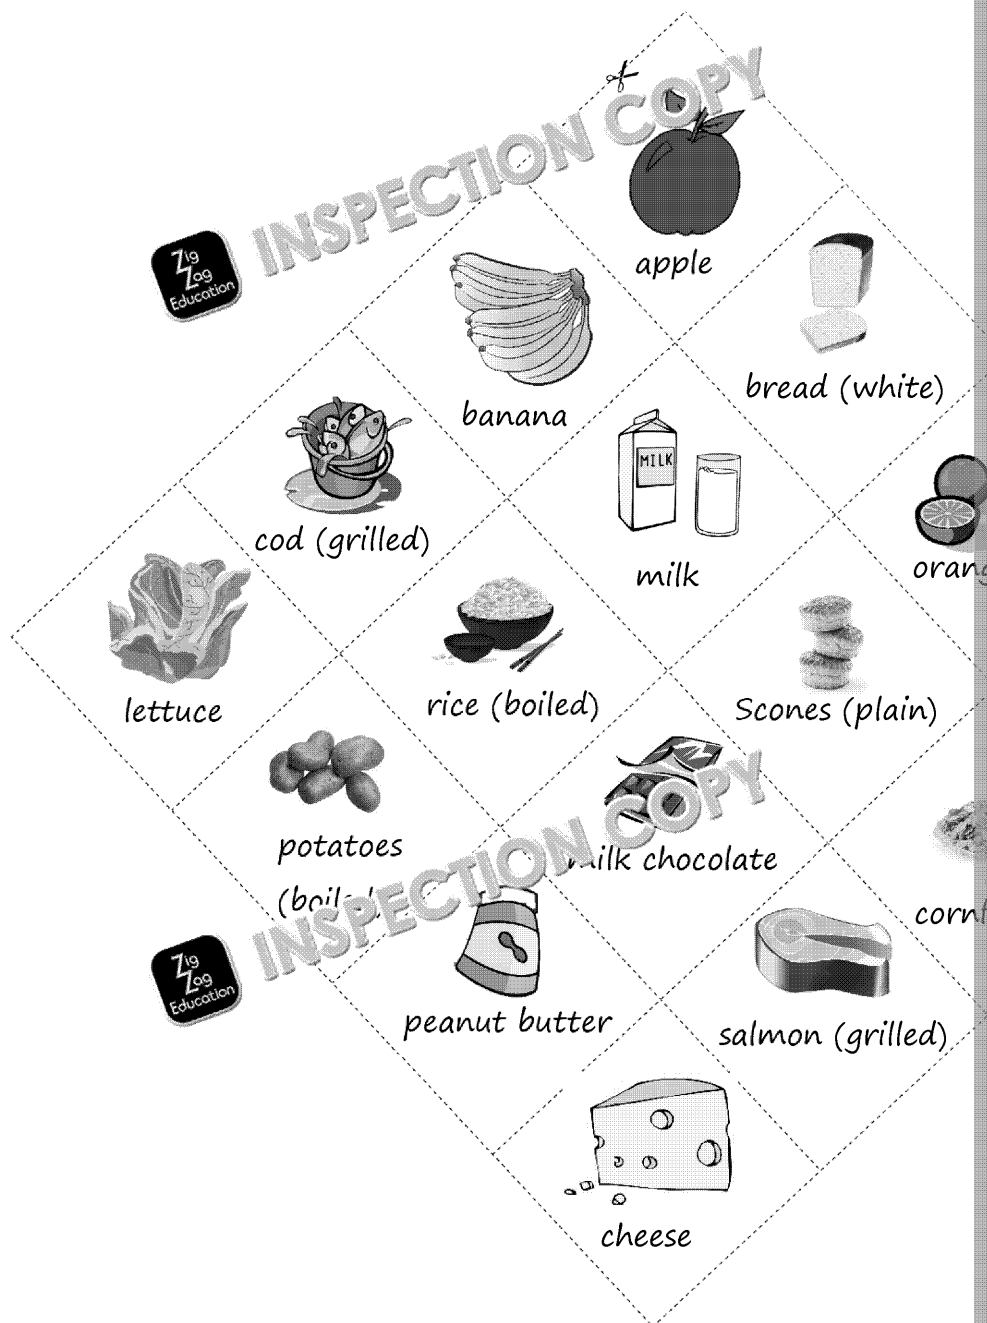 INSPECTION COPY
Zig
Zag
Education
apple
bread (white)
banana
MILK
cod (grilled)
milk
lettuce
rice (boiled)
Scones (plain)
potatoes
milk chocolate
INSPECTION COPY
Zig
Zag
Education
peanut butter
salmon (grilled)
cheese